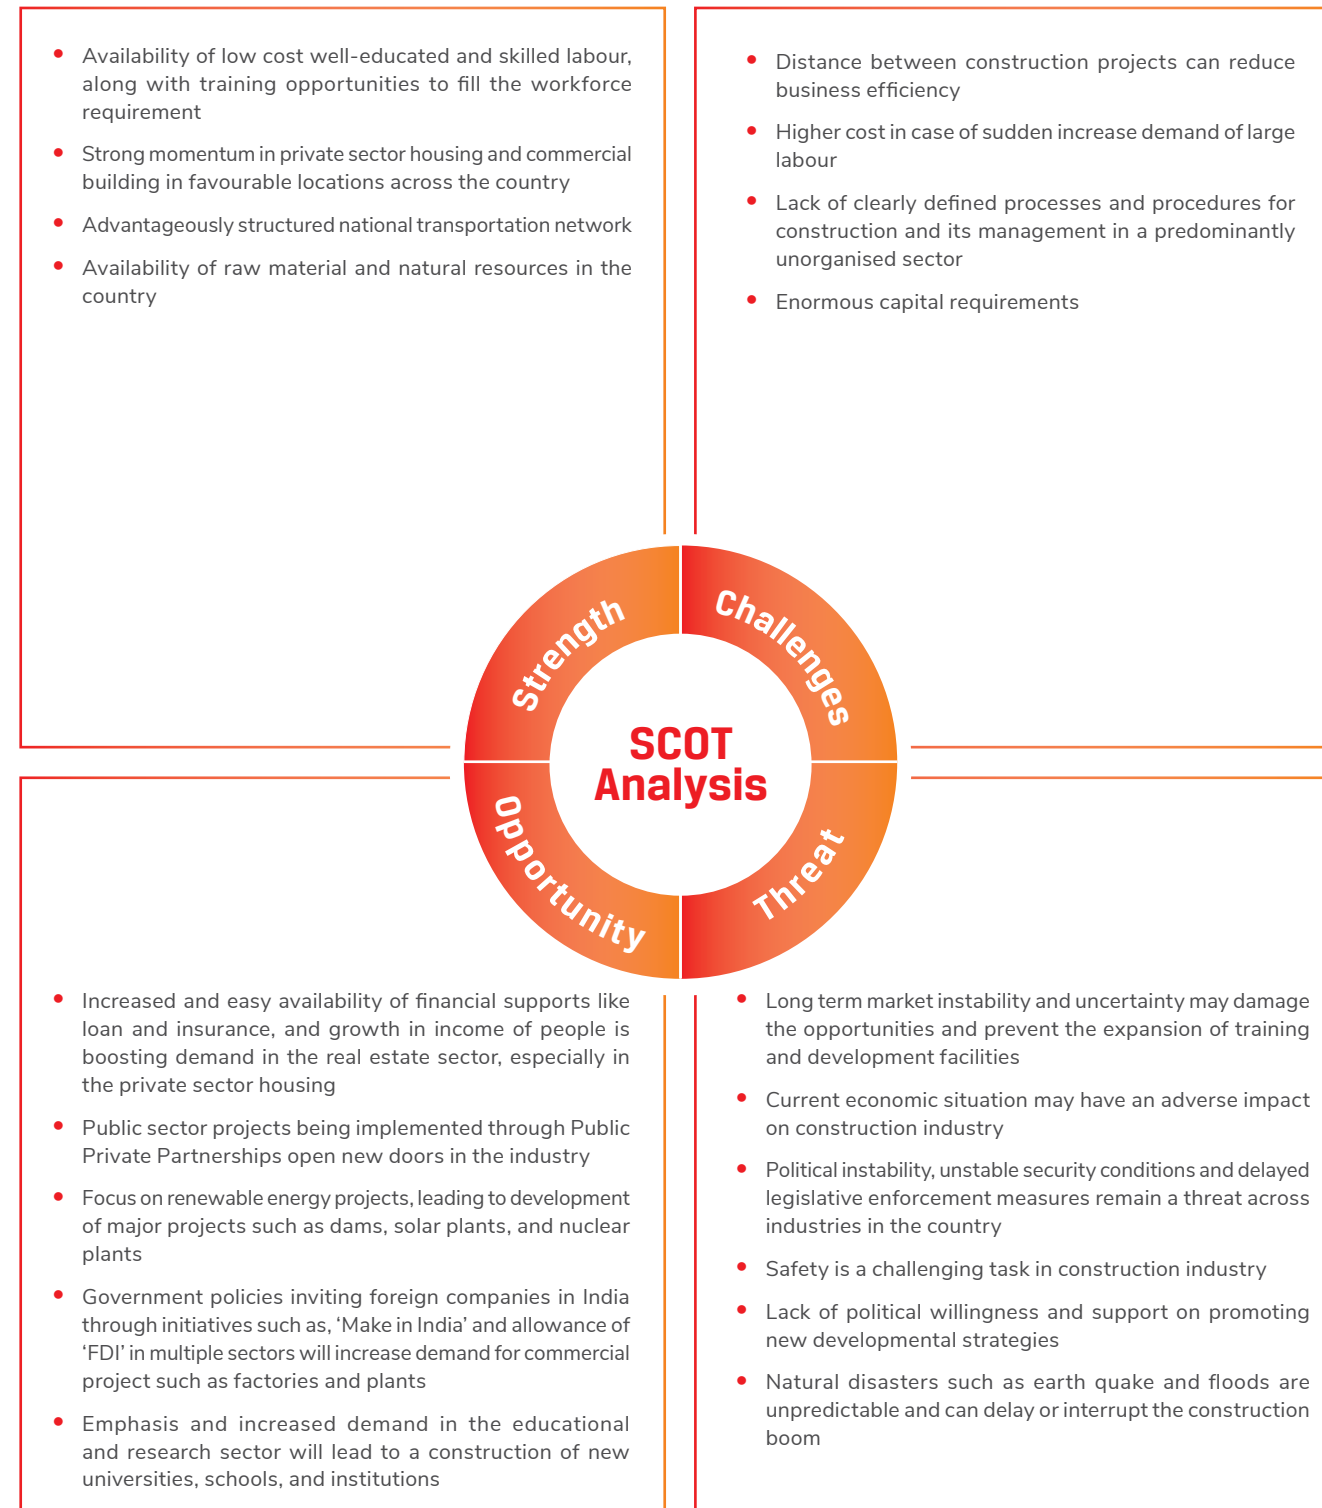 Availability of low cost well-educated and skilled labour,
along with training opportunities to fill the workforce
requirement
Strong momentum in private sector housing and commercial
building in favourable locations across the country
Advantageously structured national transportation network
Availability of raw material and natural resources in the
country
Distance between construction projects can reduce
business efficiency
Higher cost in case of sudden increase demand of large
labour
Lack of clearly defined processes and procedures for
construction and its management in a predominantly
unorganised sector
Enormous capital requirements
Strength
Challenges
SCOT
Analysis
Opportunity
Threat
Increased and easy availability of financial supports like
loan and insurance, and growth in income of people is
boosting demand in the real estate sector, especially in
the private sector housing
Public sector projects being implemented through Public
Private Partnerships open new doors in the industry
Focus on renewable energy projects, leading to development
of major projects such as dams, solar plants, and nuclear
plants
Government policies inviting foreign companies in India
through initiatives such as, ‘Make in India’ and allowance of
‘FDI’ in multiple sectors will increase demand for commercial
project such as factories and plants
Emphasis and increased demand in the educational
and research sector will lead to a construction of new
universities, schools, and institutions
Long term market instability and uncertainty may damage
the opportunities and prevent the expansion of training
and development facilities
Current economic situation may have an adverse impact
on construction industry
Political instability, unstable security conditions and delayed
legislative enforcement measures remain a threat across
industries in the country
Safety is a challenging task in construction industry
Lack of political willingness and support on promoting
new developmental strategies
Natural disasters such as earth quake and floods are
unpredictable and can delay or interrupt the construction
boom